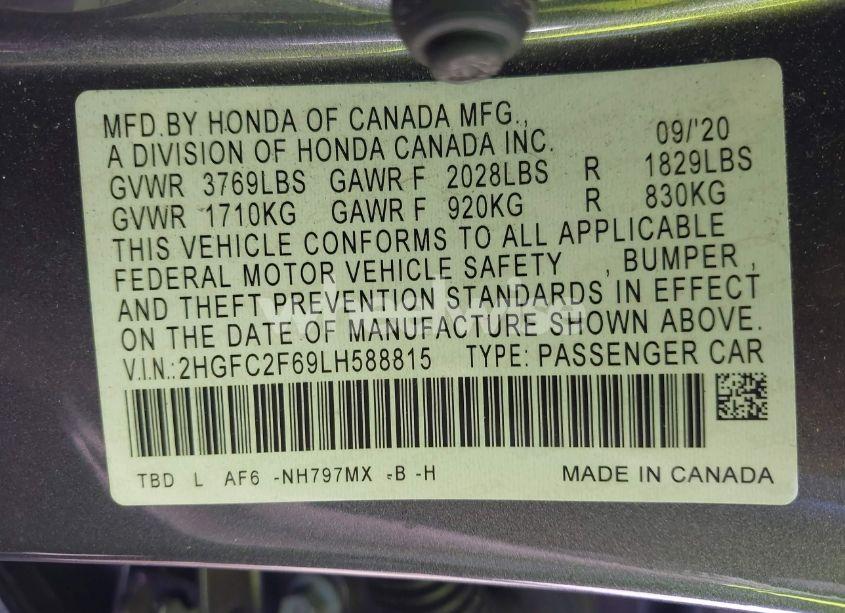 MFD.BY HONDA OF CANADA MFG.,
A DIVISION OF HONDA CANADA INC. 09/'20
GVWR 3769LBS GAWR F 2028LBS R 1829LBS
GVWR 1710KG GAWR F 920KG R 830KG
THIS VEHICLE CONFORMS TO ALL APPLICABLE
FEDERAL MOTOR VEHICLE SAFETY , BUMPER ,
AND THEFT PREVENTION STANDARDS IN EFFECT
ON THE DATE OF MANUFACTURE SHOWN ABOVE.
V.I.N.:2HGFC2F69LH588815 TYPE: PASSENGER CAR
TBD L AF6 -NH797MX -B -H MADE IN CANADA